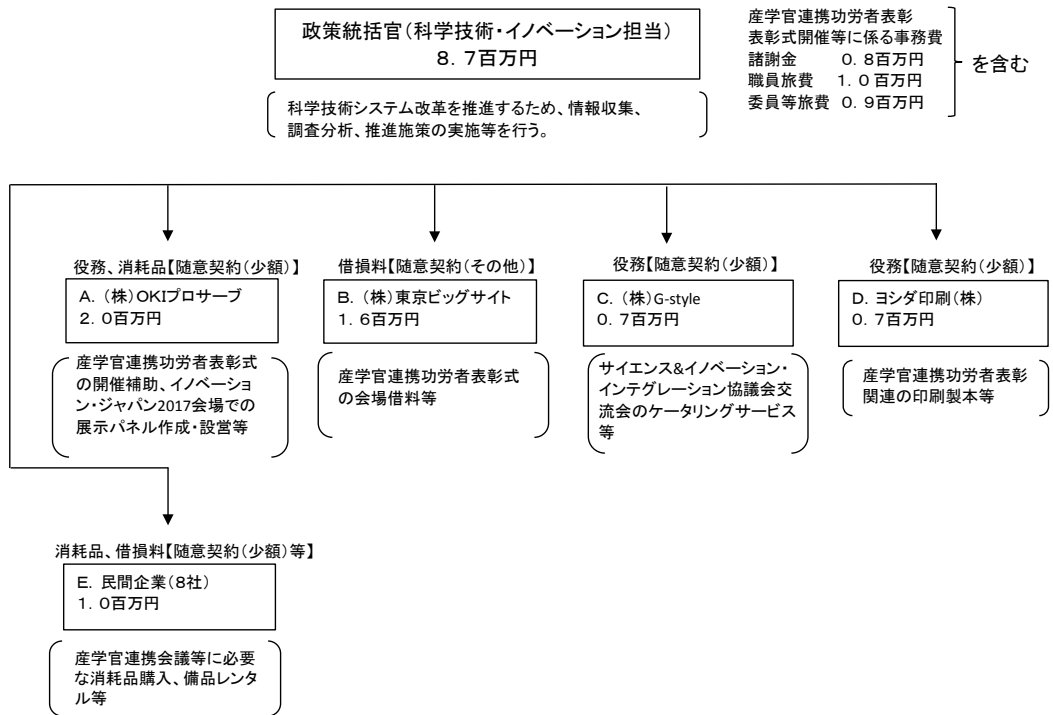 政策統括官（科学技術・イノベーション担当）
８．７百万円
産学官連携功労者表彰
表彰式開催等に係る事務費
諸謝金　　０．８百万円
職員旅費　１．０百万円
委員等旅費　０．９百万円
を含む
科学技術システム改革を推進するため、情報収集、
調査分析、推進施策の実施等を行う。
役務、消耗品【随意契約（少額）】
A．（株）OKIプロサーブ
２．０百万円
産学官連携功労者表彰式
の開催補助、イノベーショ
ン・ジャパン2017会場での
展示パネル作成・設営等
借損料【随意契約（その他）】
B．（株）東京ビッグサイト
１．６百万円
産学官連携功労者表彰式
の会場借料等
役務【随意契約（少額）】
C．（株）G-style
０．７百万円
サイエンス&イノベーション・
インテグレーション協議会交
流会のケータリングサービス
等
役務【随意契約（少額）】
D．ヨシダ印刷（株）
０．７百万円
産学官連携功労者表彰
関連の印刷製本等
消耗品、借損料【随意契約（少額）等】
E．民間企業（８社）
１．０百万円
産学官連携会議等に必要
な消耗品購入、備品レンタ
ル等